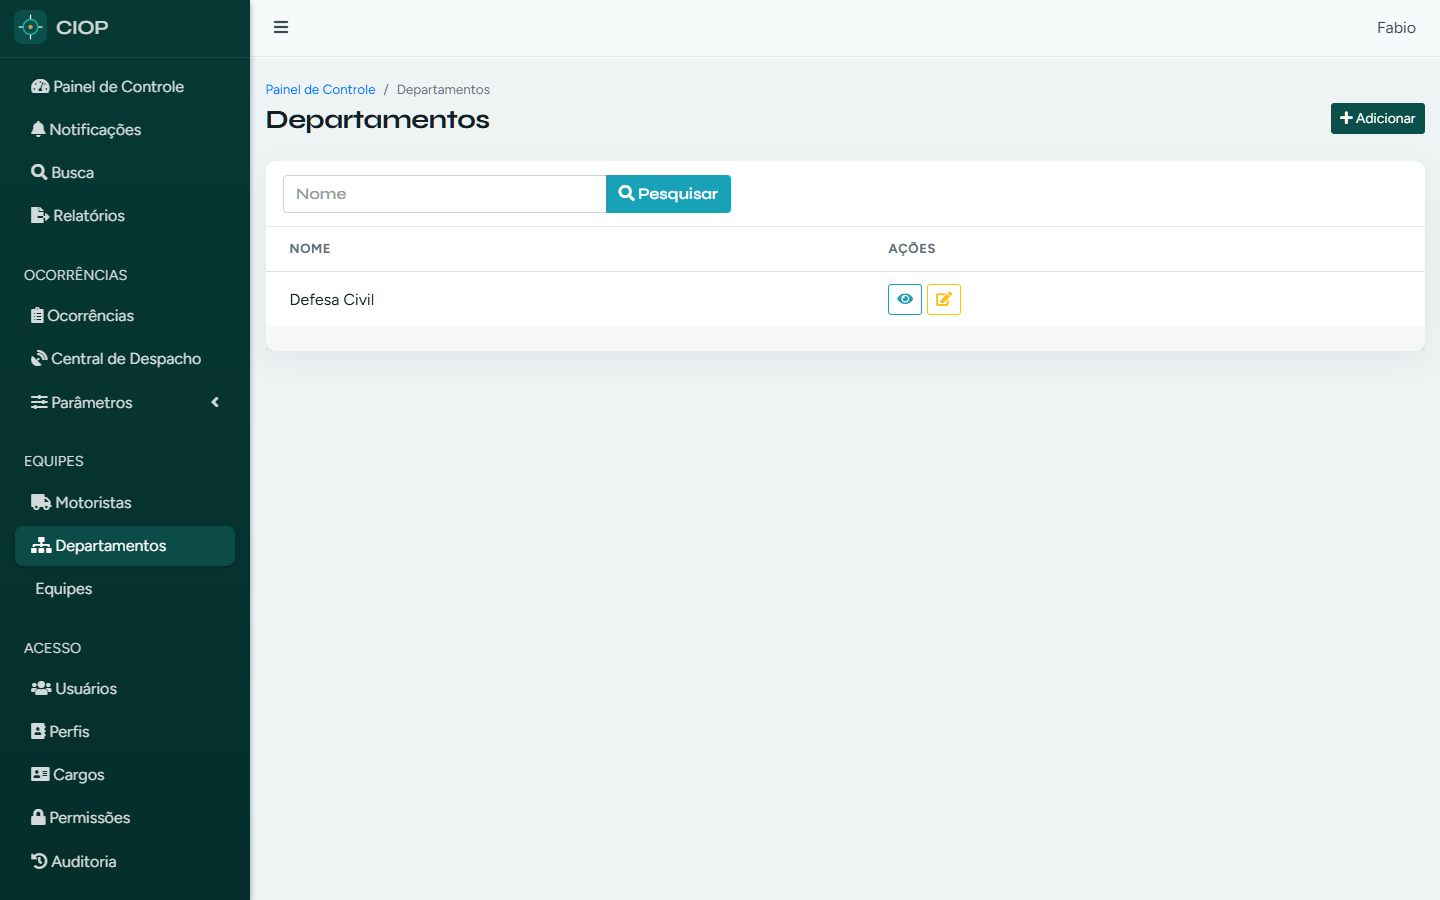 CIOP
Painel de Controle
Notificações
Busca
Relatórios
OCORRÊNCIAS
Ocorrências
Central de Despacho
Parâmetros
EQUIPES
Motoristas
Departamentos
Equipes
ACESSO
Usuários
Perfis
Cargos
Permissões
Auditoria
Fabio
Painel de Controle / Departamentos
Departamentos
Adicionar
Nome
Pesquisar
NOME AÇÕES
Defesa Civil